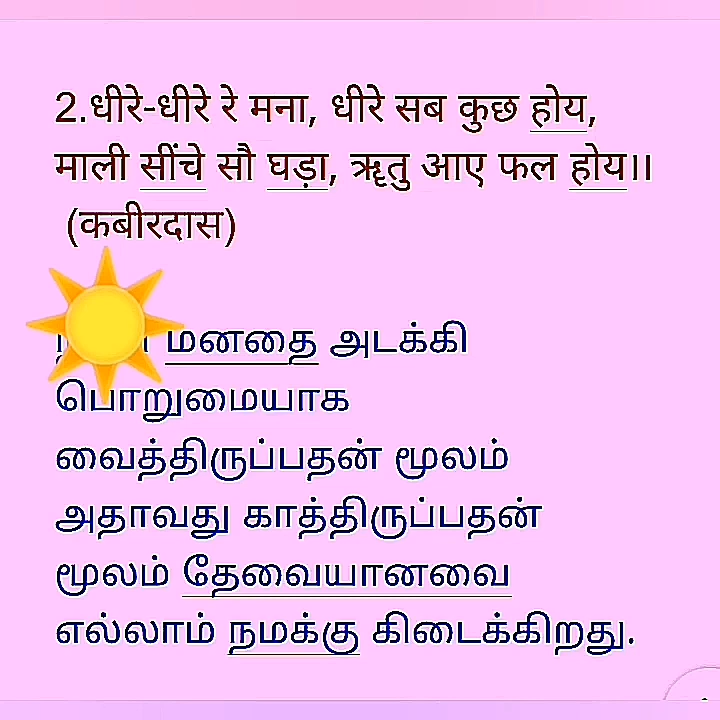 2.धीरे-धीरे रे मना, धीरे सब कुछ होय,
माली सींचे सौ घड़ा, ऋतु आए फल होय।।
(कबीरदास)
மனதை அடக்கி
பொறுமையாக
வைத்திருப்பதன் மூலம்
அதாவது காத்திருப்பதன்
மூலம் தேவையானவை
எல்லாம் நமக்கு கிடைக்கிறது.